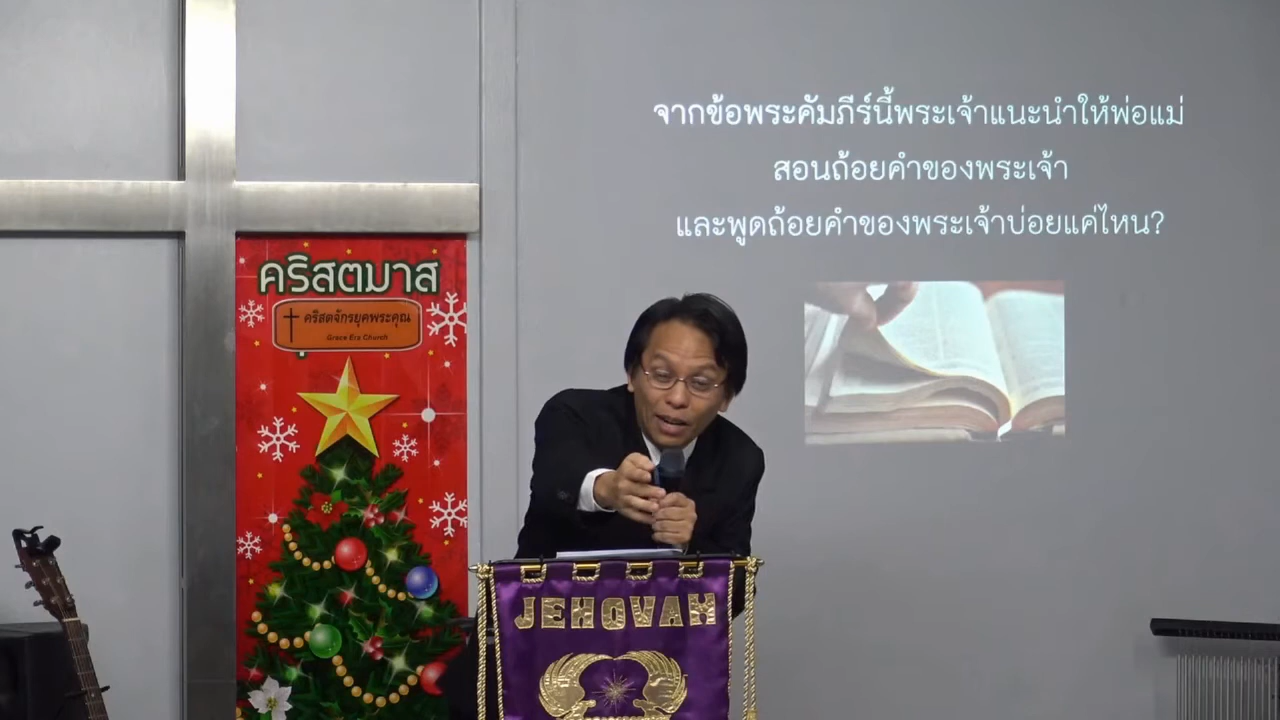 จากข้อพระคัมภีร์นี้พระเจ้าแนะนำให้พ่อแม่
สอนถ้อยคำของพระเจ้า
และพูดถ้อยคำของพระเจ้าบ่อยแค่ไหน?
คริสตมาส
คริสตจักรยุคพระคุณ
Grace Era Church
JEHOVAH